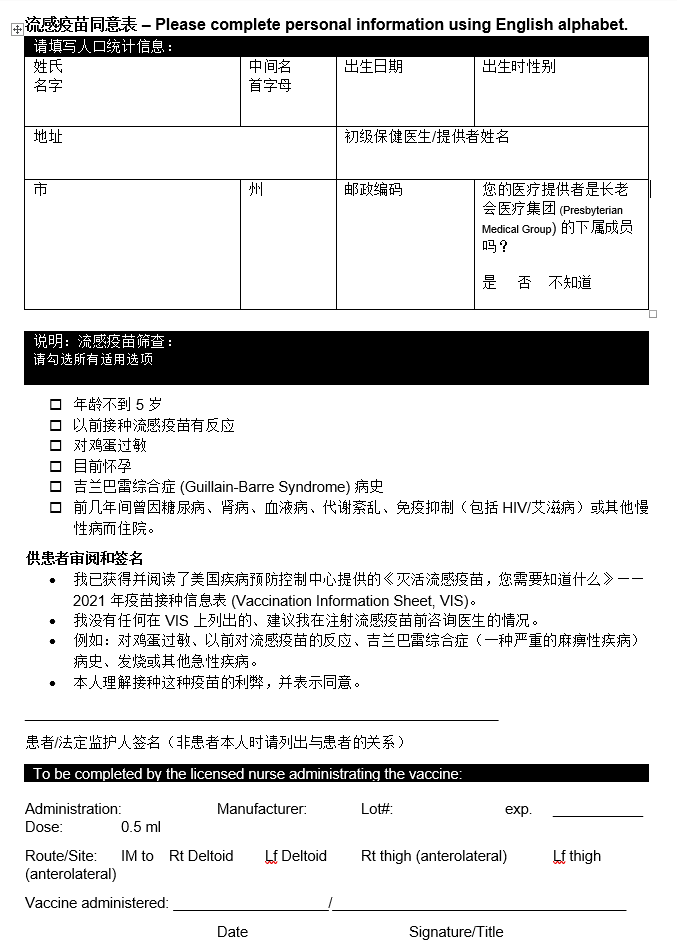 流感疫苗同意表 – Please complete personal information using English alphabet.
请填写人口统计信息：
姓氏
名字
中间名
首字母
出生日期
出生时性别
地址
初级保健医生/提供者姓名
市
州
邮政编码
您的医疗提供者是长老
会医疗集团 (Presbyterian
Medical Group) 的下属成员
吗？
是 否 不知道
说明：流感疫苗筛查：
请勾选所有适用选项
☐ 年龄不到 5 岁
☐ 以前接种流感疫苗有反应
☐ 对鸡蛋过敏
☐ 目前怀孕
☐ 吉兰巴雷综合症 (Guillain-Barre Syndrome) 病史
☐ 前几年间曾因糖尿病、肾病、血液病、代谢紊乱、免疫抑制（包括 HIV/艾滋病）或其他慢
性病而住院。
供患者审阅和签名
• 我已获得并阅读了美国疾病预防控制中心提供的《灭活流感疫苗，您需要知道什么》——
2021 年疫苗接种信息表 (Vaccination Information Sheet, VIS)。
• 我没有任何在 VIS 上列出的、建议我在注射流感疫苗前咨询医生的情况。
• 例如：对鸡蛋过敏、以前对流感疫苗的反应、吉兰巴雷综合症（一种严重的麻痹性疾病）
病史、发烧或其他急性疾病。
• 本人理解接种这种疫苗的利弊，并表示同意。
患者/法定监护人签名（非患者本人时请列出与患者的关系）
To be completed by the licensed nurse administrating the vaccine:
Administration: Manufacturer: Lot#: exp. ___________
Dose: 0.5 ml
Route/Site: IM to Rt Deltoid Lf Deltoid Rt thigh (anterolateral) Lf thigh
(anterolateral)
Vaccine administered: ___________________/____________________________________
Date Signature/Title